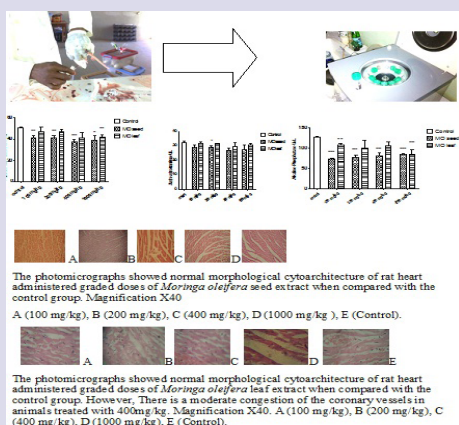 Control
MO seed
MO leaf
Control
MO seed
MO leaf
Control
MO seed
MO leaf
A B C D
The photomicrographs showed normal morphological cytoarchitecture of rat heart
administered graded doses of Moringa oleifera seed extract when compared with the
control group. Magnification X40
A (100 mg/kg), B (200 mg/kg), C (400 mg/kg), D (1000 mg/kg ), E (Control).
A B C D E
The photomicrographs showed normal morphological cytoarchitecture of rat heart
administered graded doses of Moringa oleifera leaf extract when compared with the
control group. However, There is a moderate congestion of the coronary vessels in
animals treated with 400mg/kg. Magnification X40. A (100 mg/kg), B (200 mg/kg), C
(400 mg/kg), D (1000 mg/kg), E (Control).